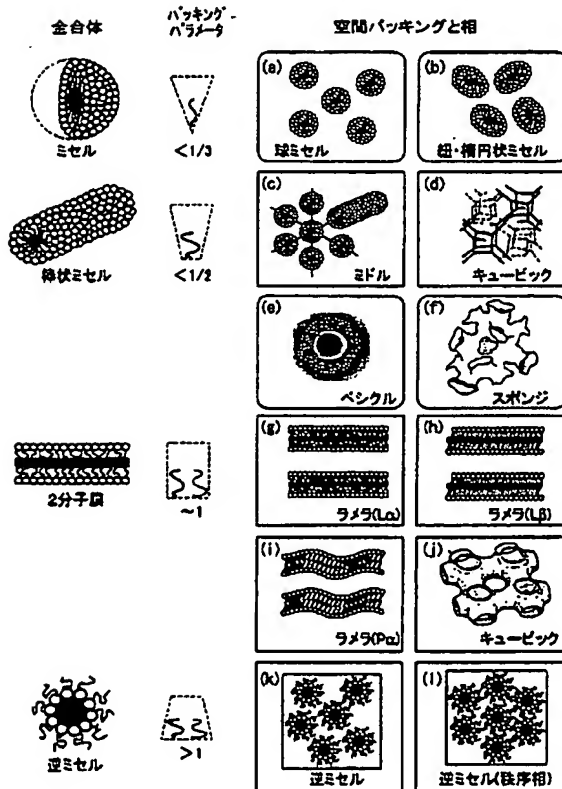 会合体
パッキング
パラメータ
空間パッキングと相
ミセル
<1/3
(a)
球ミセル
(b)
紐・楕円状ミセル
棒状ミセル
<1/2
(c)
ミドル
(d)
キュービック
(e)
ベシクル
(f)
スポンジ
2分子膜
~1
(g)
ラメラ(Lα)
(h)
ラメラ(Lβ)
(i)
ラメラ(Pα)
(j)
キュービック
逆ミセル
>1
(k)
逆ミセル
(l)
逆ミセル(秩序相)